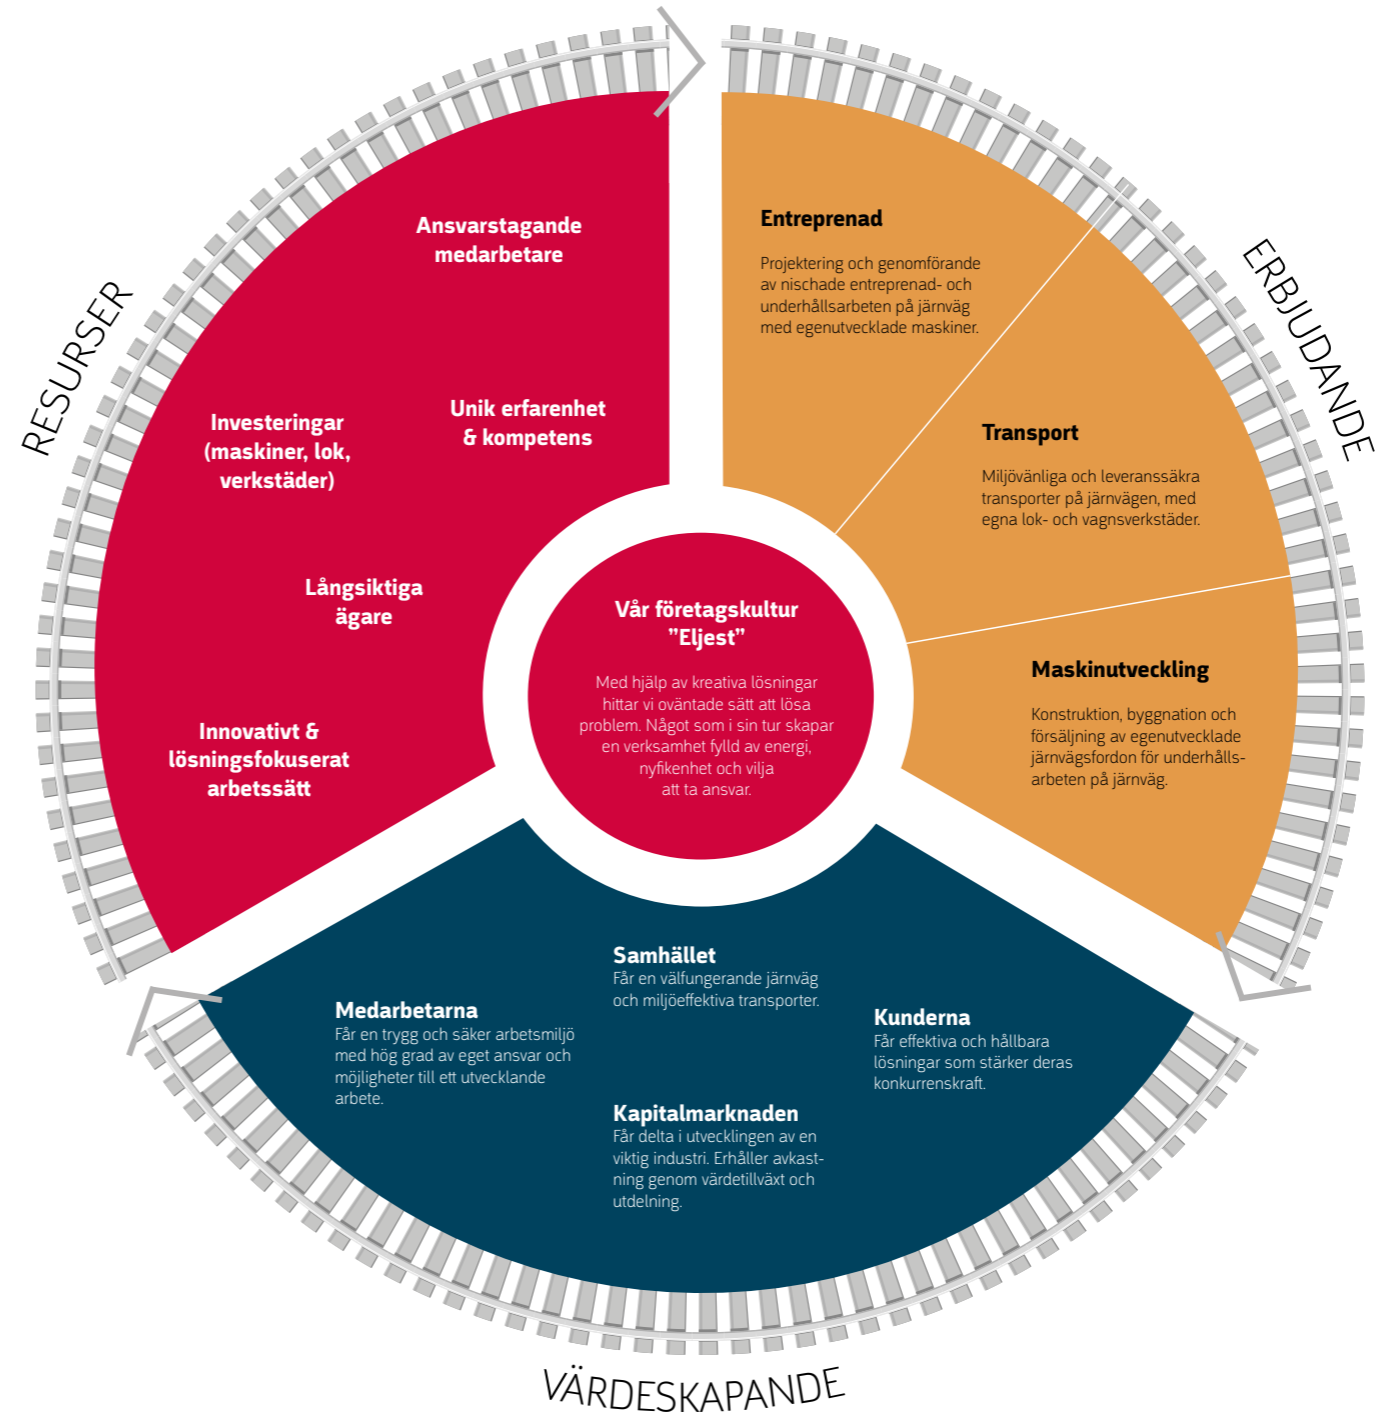 RESURSER
Ansvarstagande
medarbetare
Unik erfarenhet
& kompetens
Investeringar
(maskiner, lok,
verkstäder)
Långsiktiga
ägare
Innovativt &
lösningsfokuserat
arbetssätt
ERBJUDANDE
Entreprenad
Projektering och genomförande
av nischade entreprenad- och
underhållsarbeten på järnväg
med egenutvecklade maskiner.
Transport
Miljövänliga och leveranssäkra
transporter på järnvägen, med
egna lok- och vagnsverkstäder.
Maskinutveckling
Konstruktion, byggnation och
försäljning av egenutvecklade
järnvägsfordon för underhålls-
arbeten på järnväg.
Vår företagskultur
”Eljest”
Med hjälp av kreativa lösningar
hittar vi oväntade sätt att lösa
problem. Något som i sin tur skapar
en verksamhet fylld av energi,
nyfikenhet och vilja
att ta ansvar.
Medarbetarna
Får en trygg och säker arbetsmiljö
med hög grad av eget ansvar och
möjligheter till ett utvecklande
arbete.
Samhället
Får en välfungerande järnväg
och miljöeffektiva transporter.
Kapitalmarknaden
Får delta i utvecklingen av en
viktig industri. Erhåller avkast-
ning genom värdetillväxt och
utdelning.
Kunderna
Får effektiva och hållbara
lösningar som stärker deras
konkurrenskraft.
VÄRDESKAPANDE